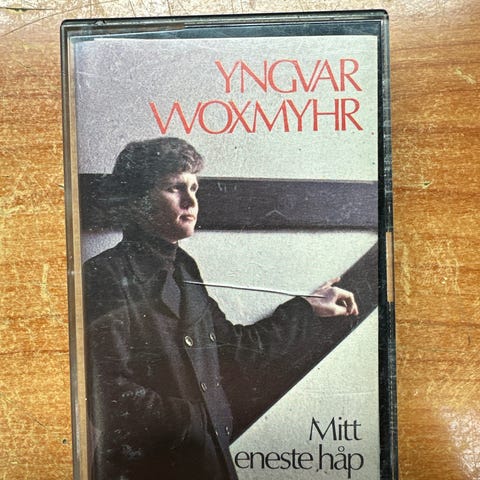 YNGVAR
WOXMYHR
Mitt
eneste håp